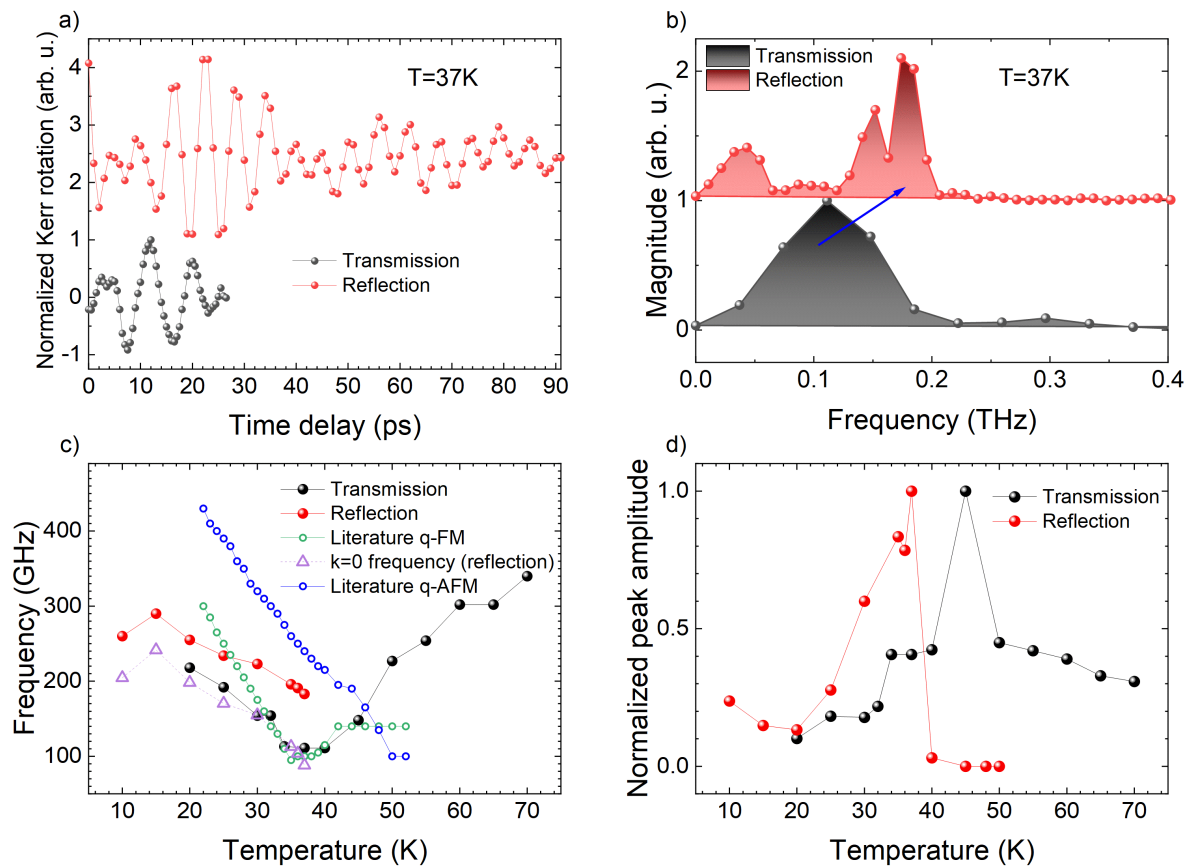 a)
Normalized Kerr rotation (arb. u.)
4
3
2
1
0
-1
T=37K
Transmission
Reflection
0 10 20 30 40 50 60 70 80 90
Time delay (ps)
b)
Magnitude (arb. u.)
2
1
0
Transmission
Reflection
T=37K
0.0 0.1 0.2 0.3 0.4
Frequency (THz)
c)
Frequency (GHz)
400
300
200
100
Transmission
Reflection
Literature q-FM
k=0 frequency (reflection)
Literature q-AFM
10 20 30 40 50 60 70
Temperature (K)
d)
Normalized peak amplitude
1.0
0.5
0.0
Transmission
Reflection
10 20 30 40 50 60 70
Temperature (K)